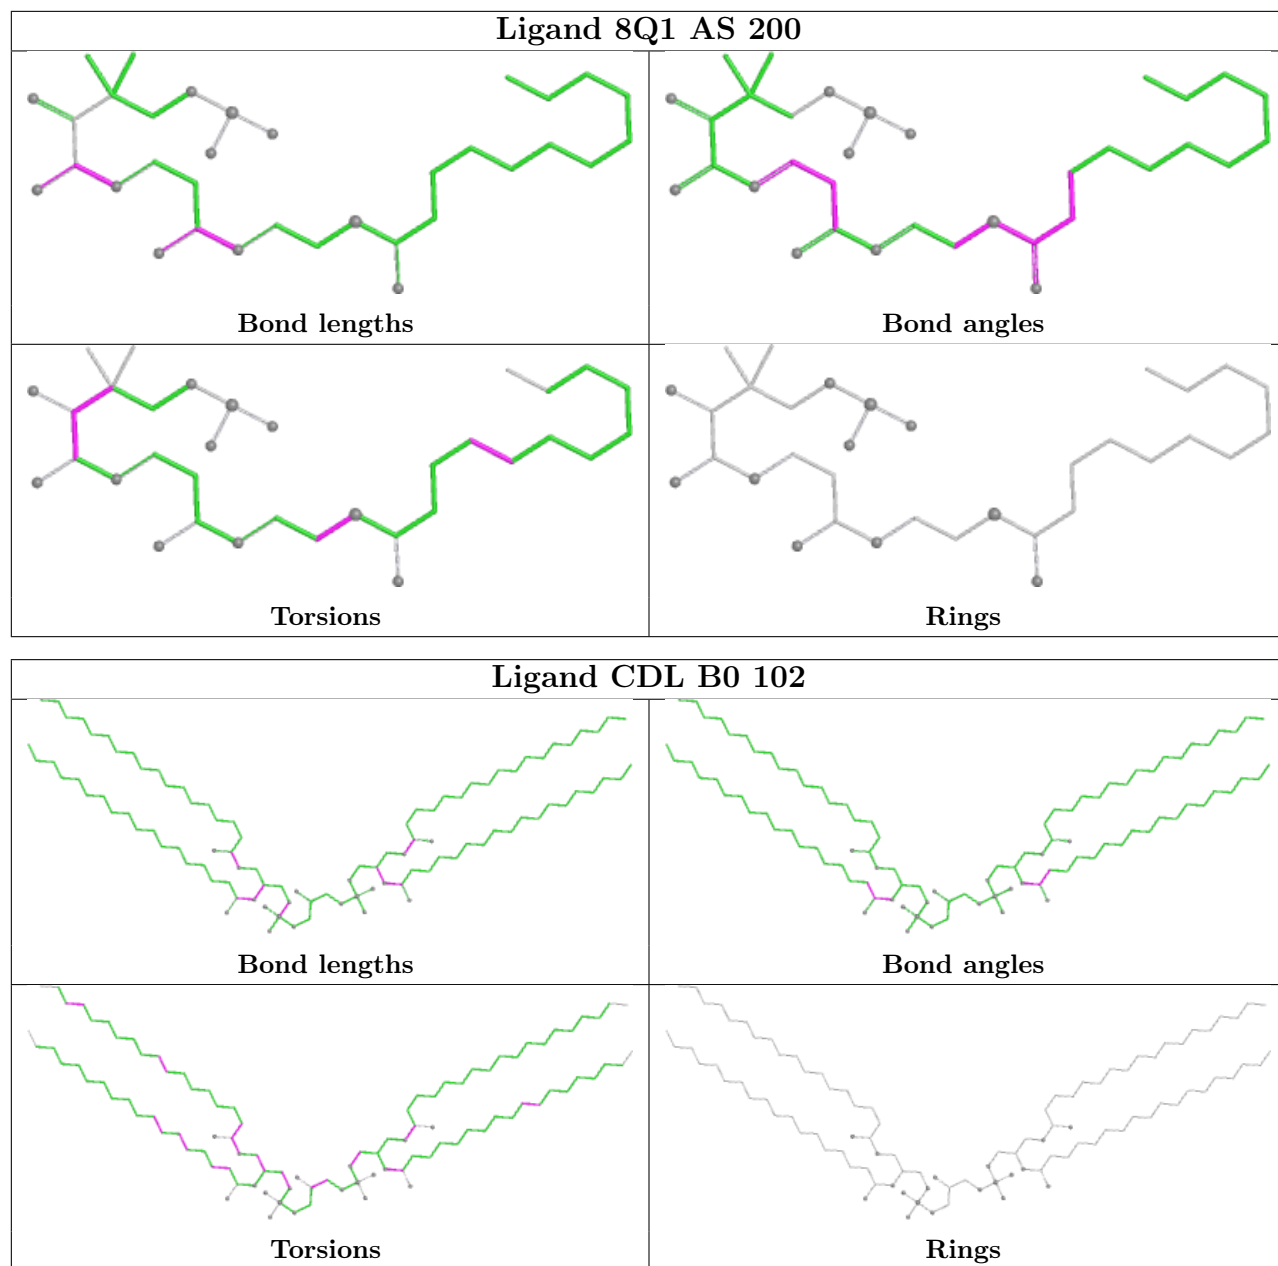 Ligand 8Q1 AS 200
Bond lengths
Bond angles
Torsions
Rings
Ligand CDL B0 102
Bond lengths
Bond angles
Torsions
Rings